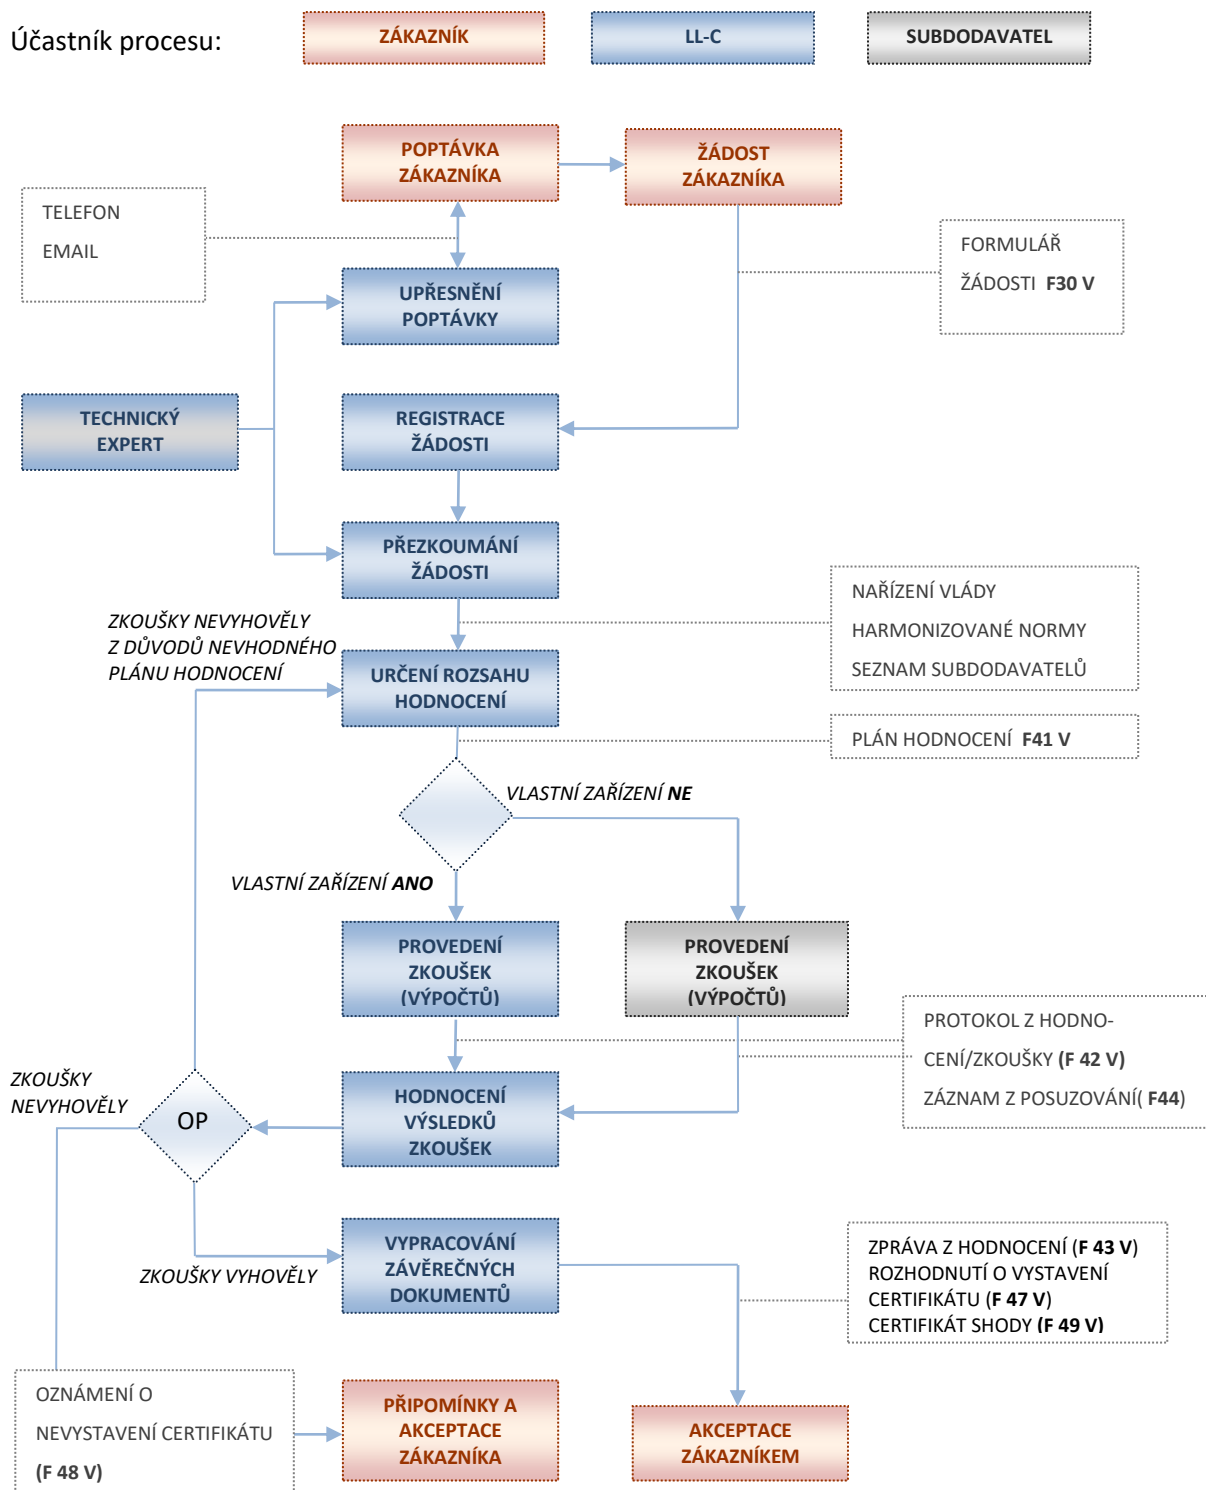 Účastník procesu:
ZÁKAZNÍK
LL-C
SUBDODAVATEL
POPTÁVKA
ZÁKAZNÍKA
ŽÁDOST
ZÁKAZNÍKA
TELEFON
EMAIL
FORMULÁŘ
ŽÁDOSTI F30 V
UPŘESNĚNÍ
POPTÁVKY
TECHNICKÝ
EXPERT
REGISTRACE
ŽÁDOSTI
PŘEZKOUMÁNÍ
ŽÁDOSTI
NAŘÍZENÍ VLÁDY
HARMONIZOVANÉ NORMY
SEZNAM SUBDODAVATELŮ
ZKOUŠKY NEVYHOVĚLY
Z DŮVODŮ NEVHODNÉHO
PLÁNU HODNOCENÍ
URČENÍ ROZSAHU
HODNOCENÍ
PLÁN HODNOCENÍ F41 V
VLASTNÍ ZAŘÍZENÍ NE
VLASTNÍ ZAŘÍZENÍ ANO
PROVEDENÍ
ZKOUŠEK
(VÝPOČTŮ)
PROVEDENÍ
ZKOUŠEK
(VÝPOČTŮ)
PROTOKOL Z HODNO-
CENÍ/ZKOUŠKY (F 42 V)
ZÁZNAM Z POSUZOVÁNÍ( F44)
ZKOUŠKY
NEVYHOVĚLY
OP
HODNOCENÍ
VÝSLEDKŮ
ZKOUŠEK
ZKOUŠKY VYHOVĚLY
VYPRACOVÁNÍ
ZÁVĚREČNÝCH
DOKUMENTŮ
ZPRÁVA Z HODNOCENÍ (F 43 V)
ROZHODNUTÍ O VYSTAVENÍ
CERTIFIKÁTU (F 47 V)
CERTIFIKÁT SHODY (F 49 V)
OZNÁMENÍ O
NEVYSTAVENÍ CERTIFIKÁTU
(F 48 V)
PŘIPOMÍNKY A
AKCEPTACE
ZÁKAZNÍKA
AKCEPTACE
ZÁKAZNÍKEM